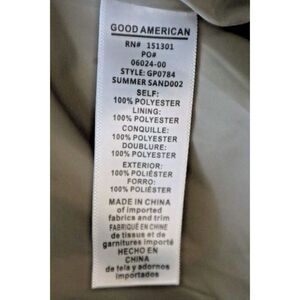 GOOD AMERICAN
RN# 151301
PO#
06024-00
STYLE: GP0784
SUMMER SAND002
SELF:
100% POLYESTER
LINING:
100% POLYESTER
CONQUILLE:
100% POLYESTER
DOUBLURE:
100% POLYESTER
EXTERIOR:
100% POLIÉSTER
FORRO:
100% POLIÉSTER
MADE IN CHINA
of imported
fabrics and trim
FABRIQUÉ EN CHINE
de tissus et de
garnitures importé
HECHO EN
CHINA
de tela y adornos
importados